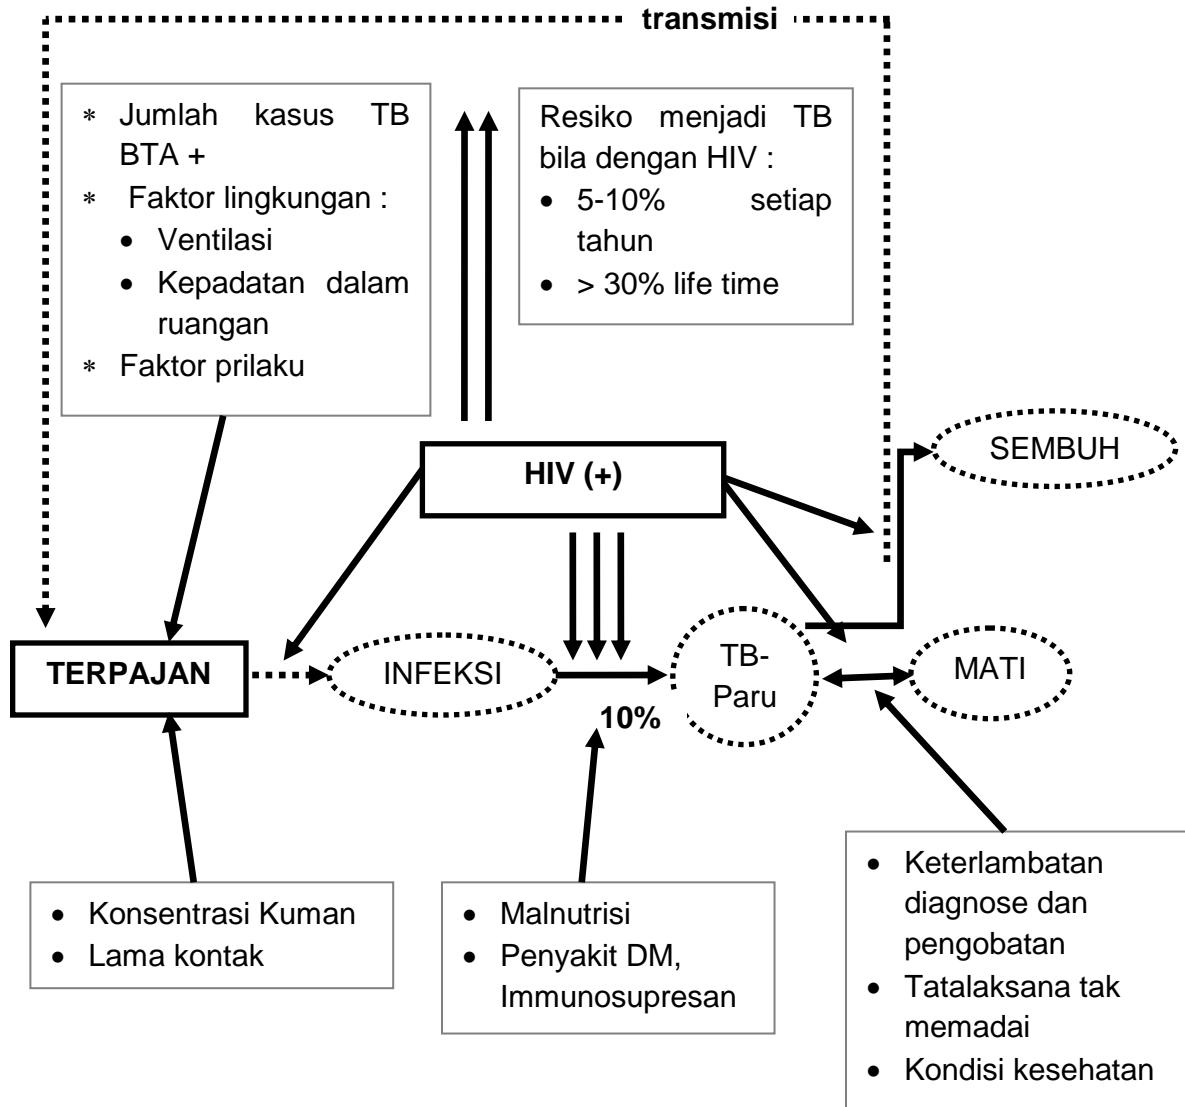 transmisi
* Jumlah kasus TB
BTA +
* Faktor lingkungan :
• Ventilasi
• Kepadatan dalam
ruangan
* Faktor prilaku
Resiko menjadi TB
bila dengan HIV :
• 5-10% setiap
tahun
• > 30% life time
SEMBUH
HIV (+)
TERPAJAN
INFEKSI
10%
TB-
Paru
MATI
• Konsentrasi Kuman
• Lama kontak
• Malnutrisi
• Penyakit DM,
Immunosupresan
• Keterlambatan
diagnose dan
pengobatan
• Tatalaksana tak
memadai
• Kondisi kesehatan